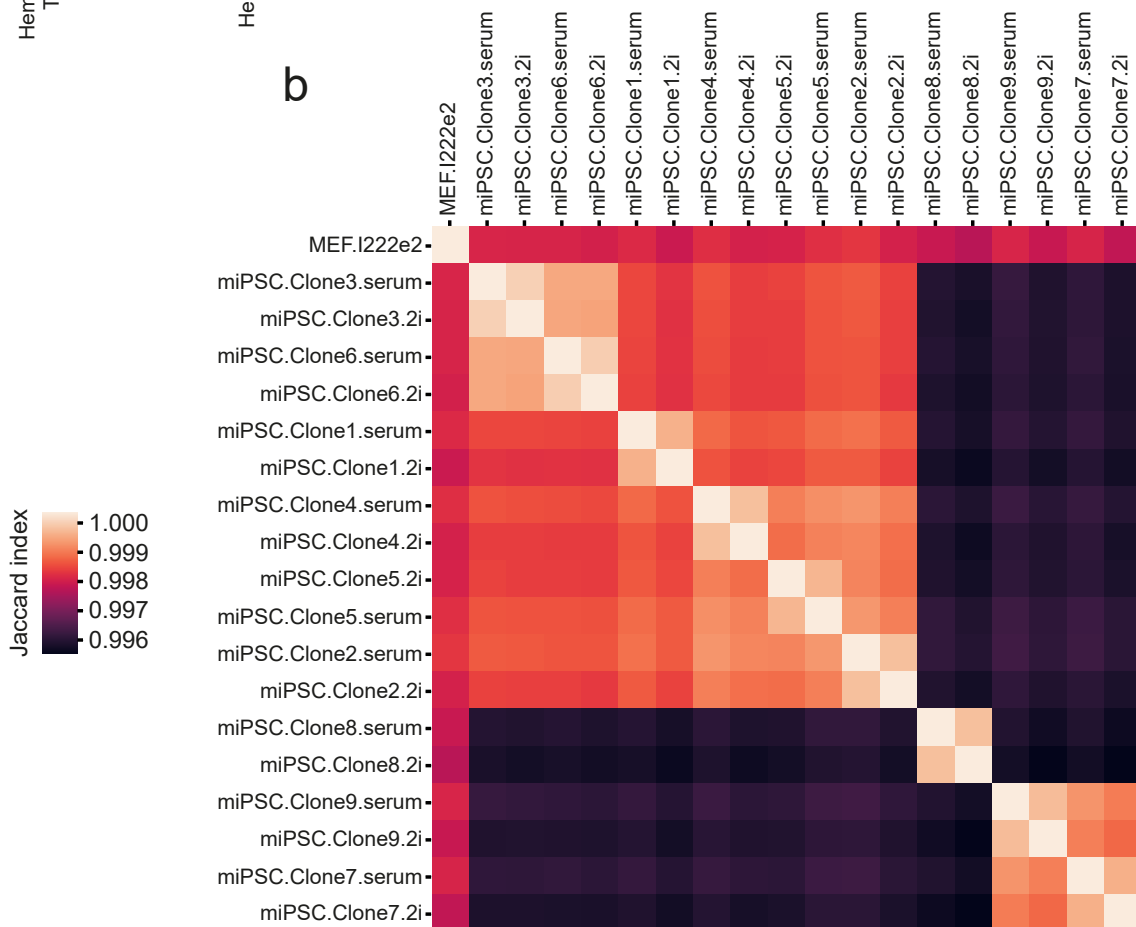 Hem
T
He
b
MEF.I222e2
miPSC.Clone3.serum
miPSC.Clone3.2i
miPSC.Clone6.serum
miPSC.Clone6.2i
miPSC.Clone1.serum
miPSC.Clone1.2i
miPSC.Clone4.serum
miPSC.Clone4.2i
miPSC.Clone5.2i
miPSC.Clone5.serum
miPSC.Clone2.serum
miPSC.Clone2.2i
miPSC.Clone8.serum
miPSC.Clone8.2i
miPSC.Clone9.serum
miPSC.Clone9.2i
miPSC.Clone7.serum
miPSC.Clone7.2i
MEF.I222e2
miPSC.Clone3.serum
miPSC.Clone3.2i
miPSC.Clone6.serum
miPSC.Clone6.2i
miPSC.Clone1.serum
miPSC.Clone1.2i
miPSC.Clone4.serum
miPSC.Clone4.2i
miPSC.Clone5.2i
miPSC.Clone5.serum
miPSC.Clone2.serum
miPSC.Clone2.2i
miPSC.Clone8.serum
miPSC.Clone8.2i
miPSC.Clone9.serum
miPSC.Clone9.2i
miPSC.Clone7.serum
miPSC.Clone7.2i
Jaccard index
1.000
0.999
0.998
0.997
0.996